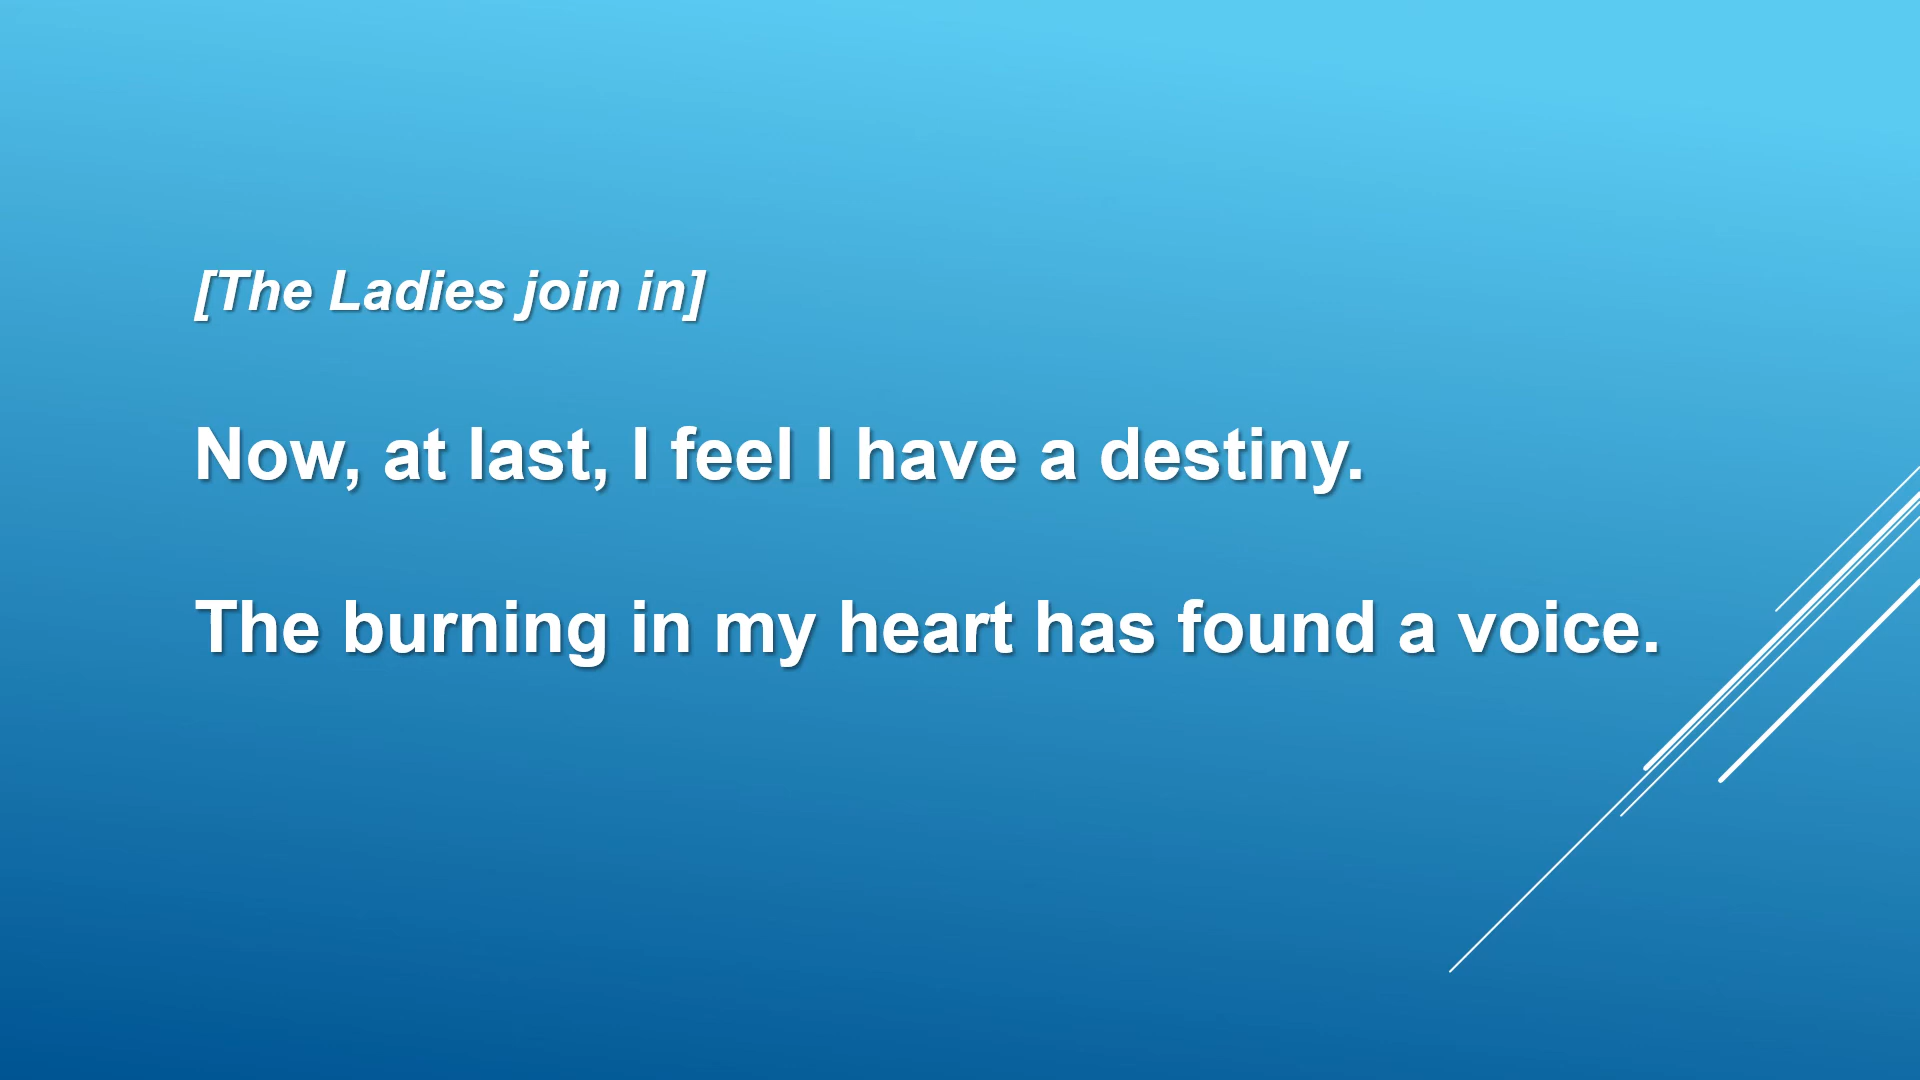 [The Ladies join in]
Now, at last, I feel I have a destiny.
The burning in my heart has found a voice.